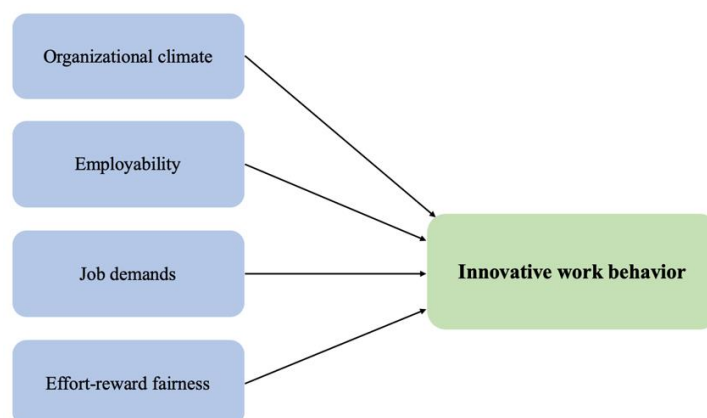 Organizational climate
Employability
Job demands
Effort-reward fairness
Innovative work behavior